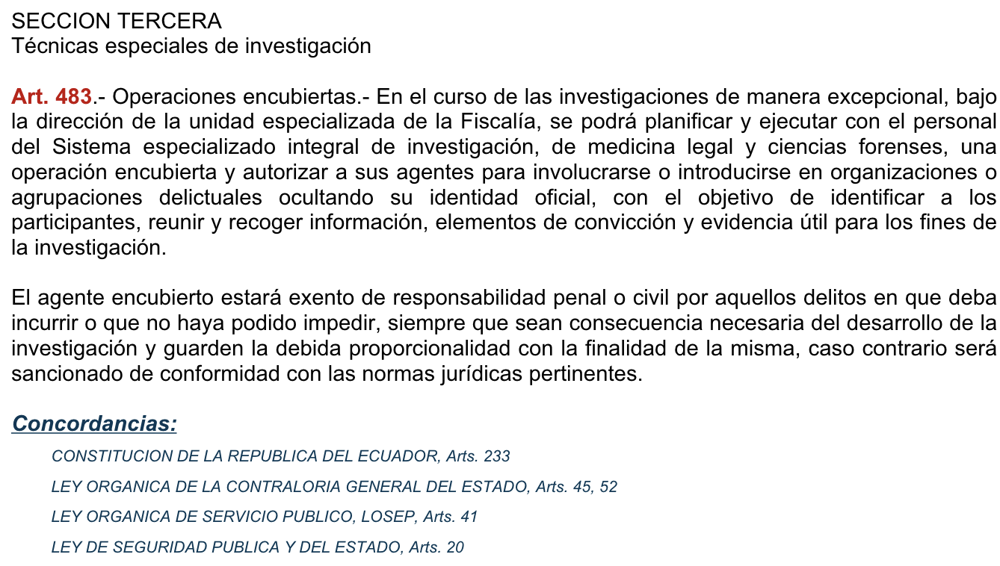 SECCION TERCERA
Técnicas especiales de investigación
Art. 483.- Operaciones encubiertas.- En el curso de las investigaciones de manera excepcional, bajo
la dirección de la unidad especializada de la Fiscalía, se podrá planificar y ejecutar con el personal
del Sistema especializado integral de investigación, de medicina legal y ciencias forenses, una
operación encubierta y autorizar a sus agentes para involucrarse o introducirse en organizaciones o
agrupaciones delictuales ocultando su identidad oficial, con el objetivo de identificar a los
participantes, reunir y recoger información, elementos de convicción y evidencia útil para los fines de
la investigación.
El agente encubierto estará exento de responsabilidad penal o civil por aquellos delitos en que deba
incurrir o que no haya podido impedir, siempre que sean consecuencia necesaria del desarrollo de la
investigación y guarden la debida proporcionalidad con la finalidad de la misma, caso contrario será
sancionado de conformidad con las normas jurídicas pertinentes.
Concordancias:
CONSTITUCION DE LA REPUBLICA DEL ECUADOR, Arts. 233
LEY ORGANICA DE LA CONTRALORIA GENERAL DEL ESTADO, Arts. 45, 52
LEY ORGANICA DE SERVICIO PUBLICO, LOSEP, Arts. 41
LEY DE SEGURIDAD PUBLICA Y DEL ESTADO, Arts. 20